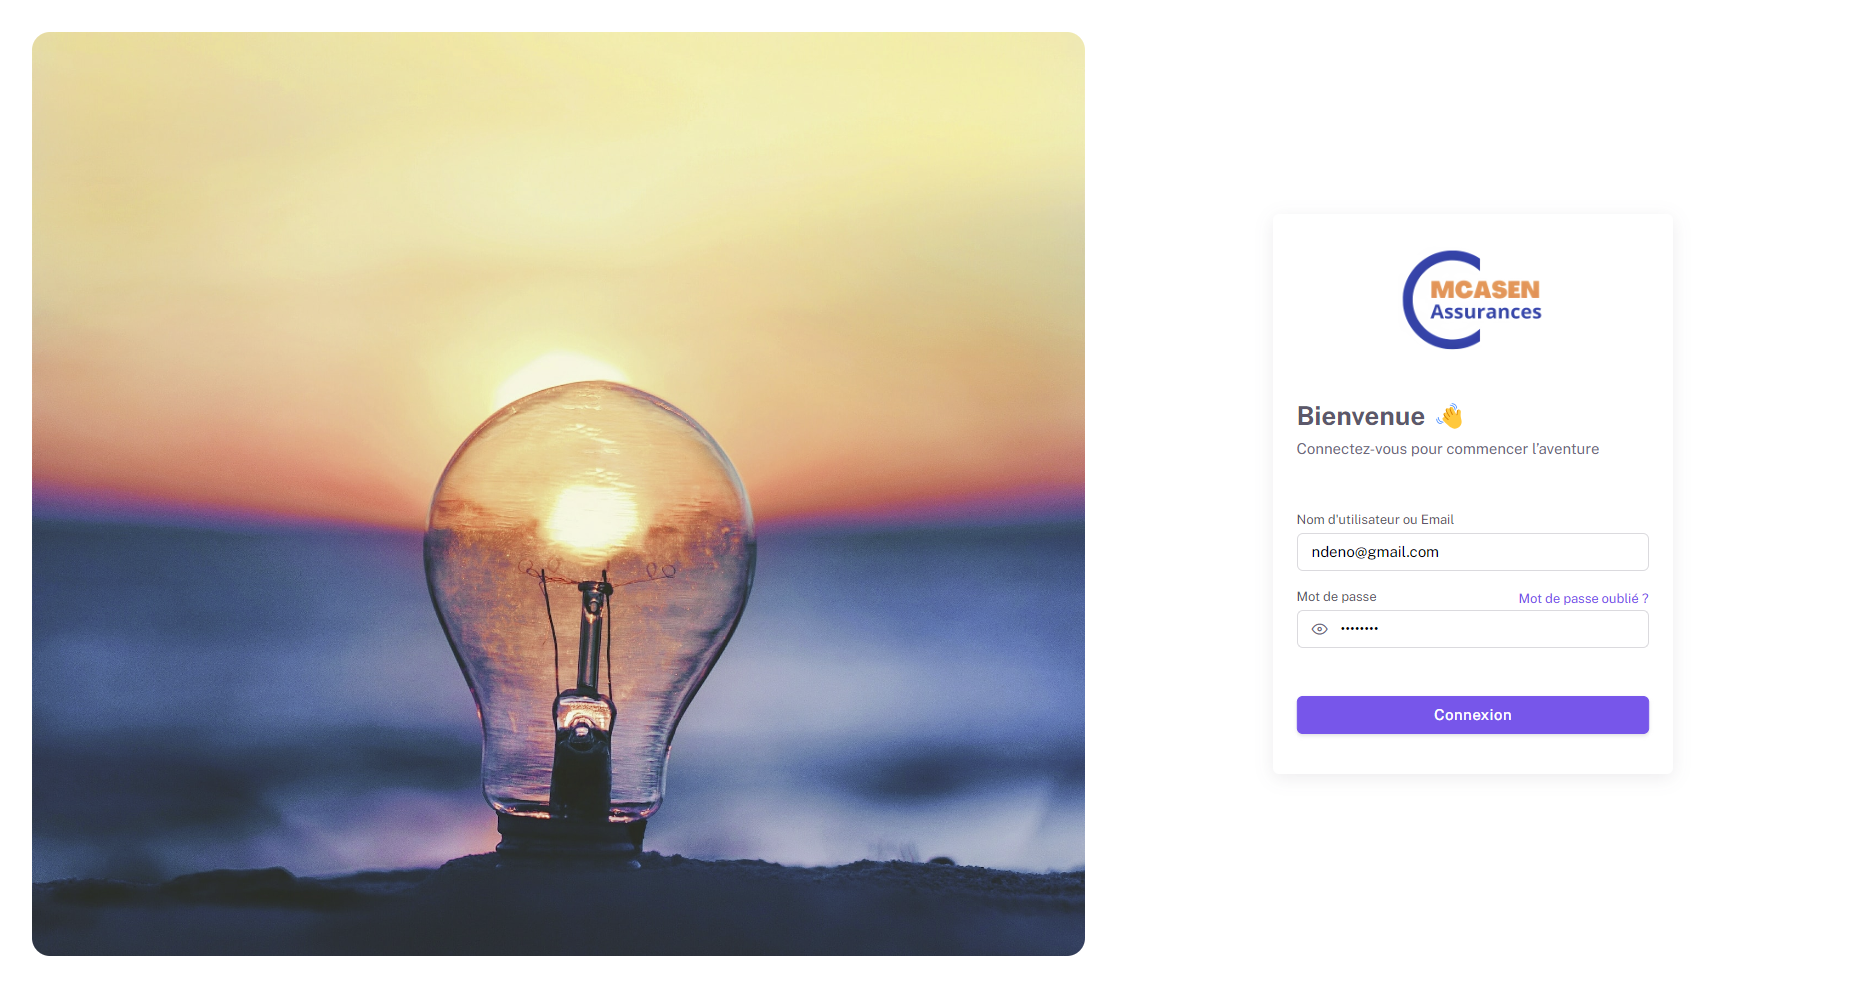 MCASEN
Assurances
Bienvenue 👋
Connectez-vous pour commencer l'aventure
Nom d'utilisateur ou Email
ndeno@gmail.com
Mot de passe
Mot de passe oublié ?
••••••••
Connexion